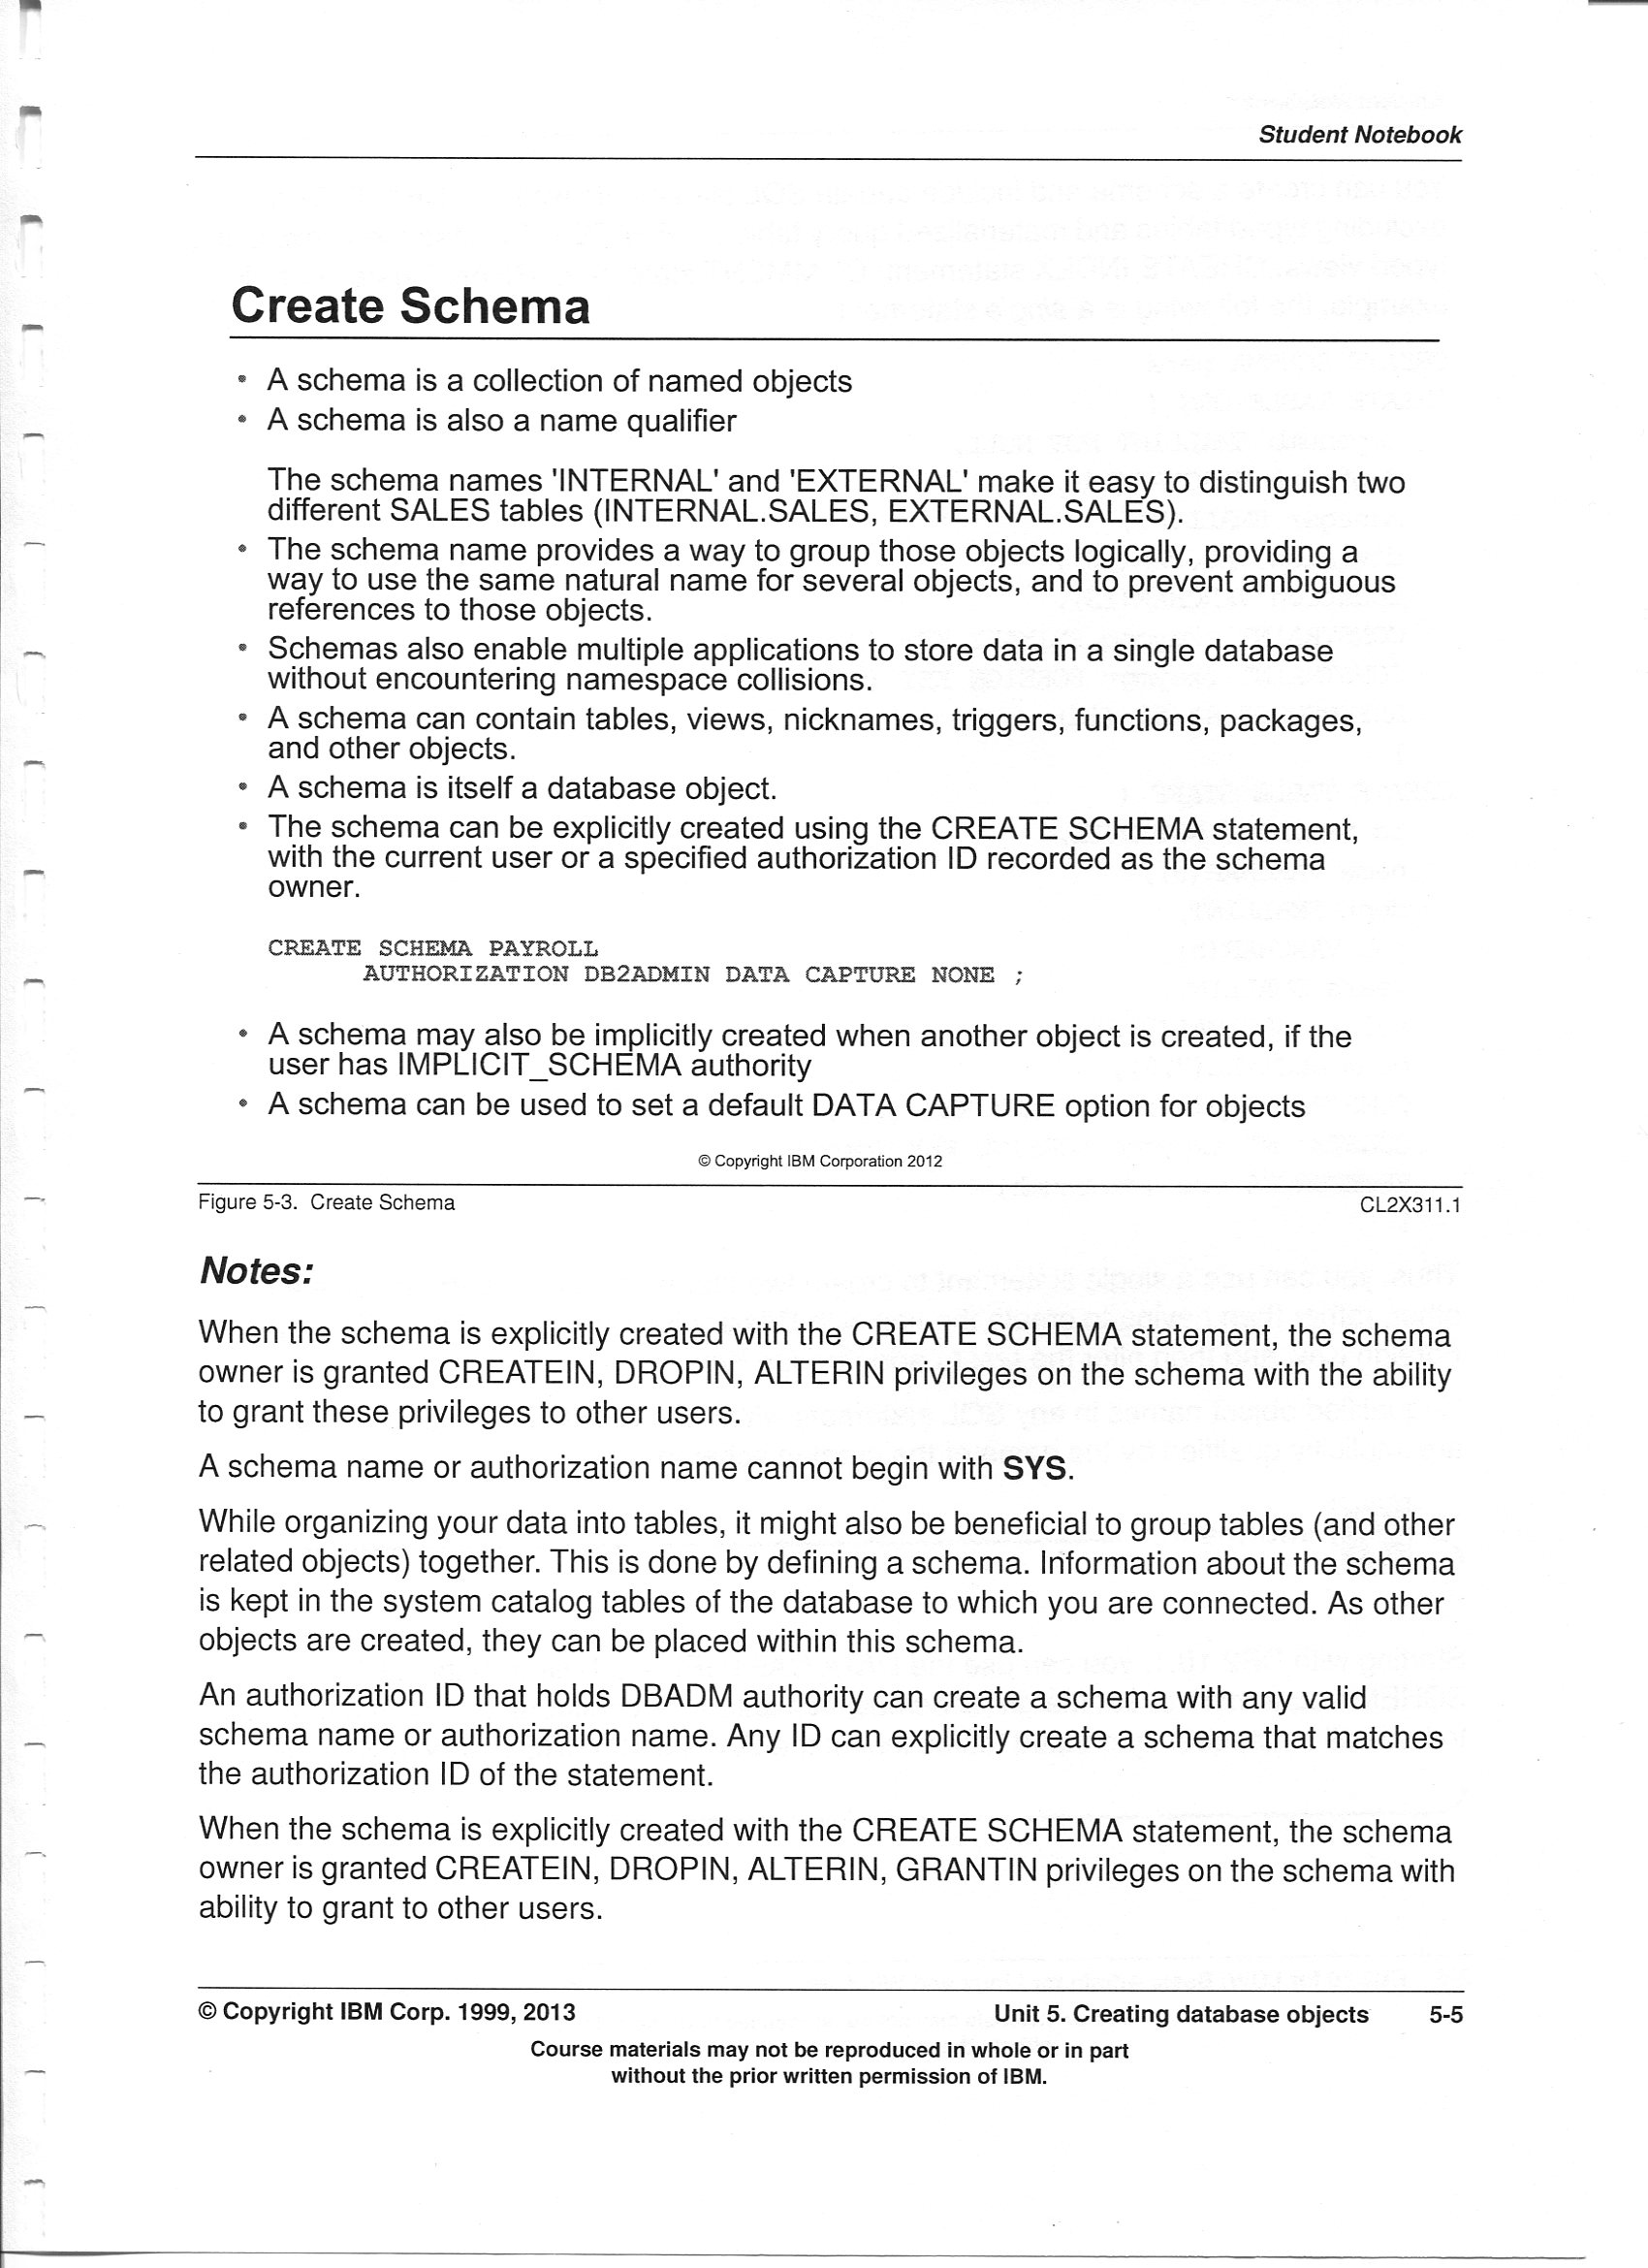 Student Notebook
Create Schema
• A schema is a collection of named objects
• A schema is also a name qualifier
The schema names 'INTERNAL' and 'EXTERNAL' make it easy to distinguish two
different SALES tables (INTERNAL.SALES, EXTERNAL.SALES).
• The schema name provides a way to group those objects logically, providing a
way to use the same natural name for several objects, and to prevent ambiguous
references to those objects.
• Schemas also enable multiple applications to store data in a single database
without encountering namespace collisions.
• A schema can contain tables, views, nicknames, triggers, functions, packages,
and other objects.
• A schema is itself a database object.
• The schema can be explicitly created using the CREATE SCHEMA statement,
with the current user or a specified authorization ID recorded as the schema
owner.
CREATE SCHEMA PAYROLL
AUTHORIZATION DB2ADMIN DATA CAPTURE NONE ;
• A schema may also be implicitly created when another object is created, if the
user has IMPLICIT_SCHEMA authority
• A schema can be used to set a default DATA CAPTURE option for objects
© Copyright IBM Corporation 2012
Figure 5-3. Create Schema CL2X311.1
Notes:
When the schema is explicitly created with the CREATE SCHEMA statement, the schema
owner is granted CREATEIN, DROPIN, ALTERIN privileges on the schema with the ability
to grant these privileges to other users.
A schema name or authorization name cannot begin with SYS.
While organizing your data into tables, it might also be beneficial to group tables (and other
related objects) together. This is done by defining a schema. Information about the schema
is kept in the system catalog tables of the database to which you are connected. As other
objects are created, they can be placed within this schema.
An authorization ID that holds DBADM authority can create a schema with any valid
schema name or authorization name. Any ID can explicitly create a schema that matches
the authorization ID of the statement.
When the schema is explicitly created with the CREATE SCHEMA statement, the schema
owner is granted CREATEIN, DROPIN, ALTERIN, GRANTIN privileges on the schema with
ability to grant to other users.
© Copyright IBM Corp. 1999, 2013 Unit 5. Creating database objects 5-5
Course materials may not be reproduced in whole or in part
without the prior written permission of IBM.